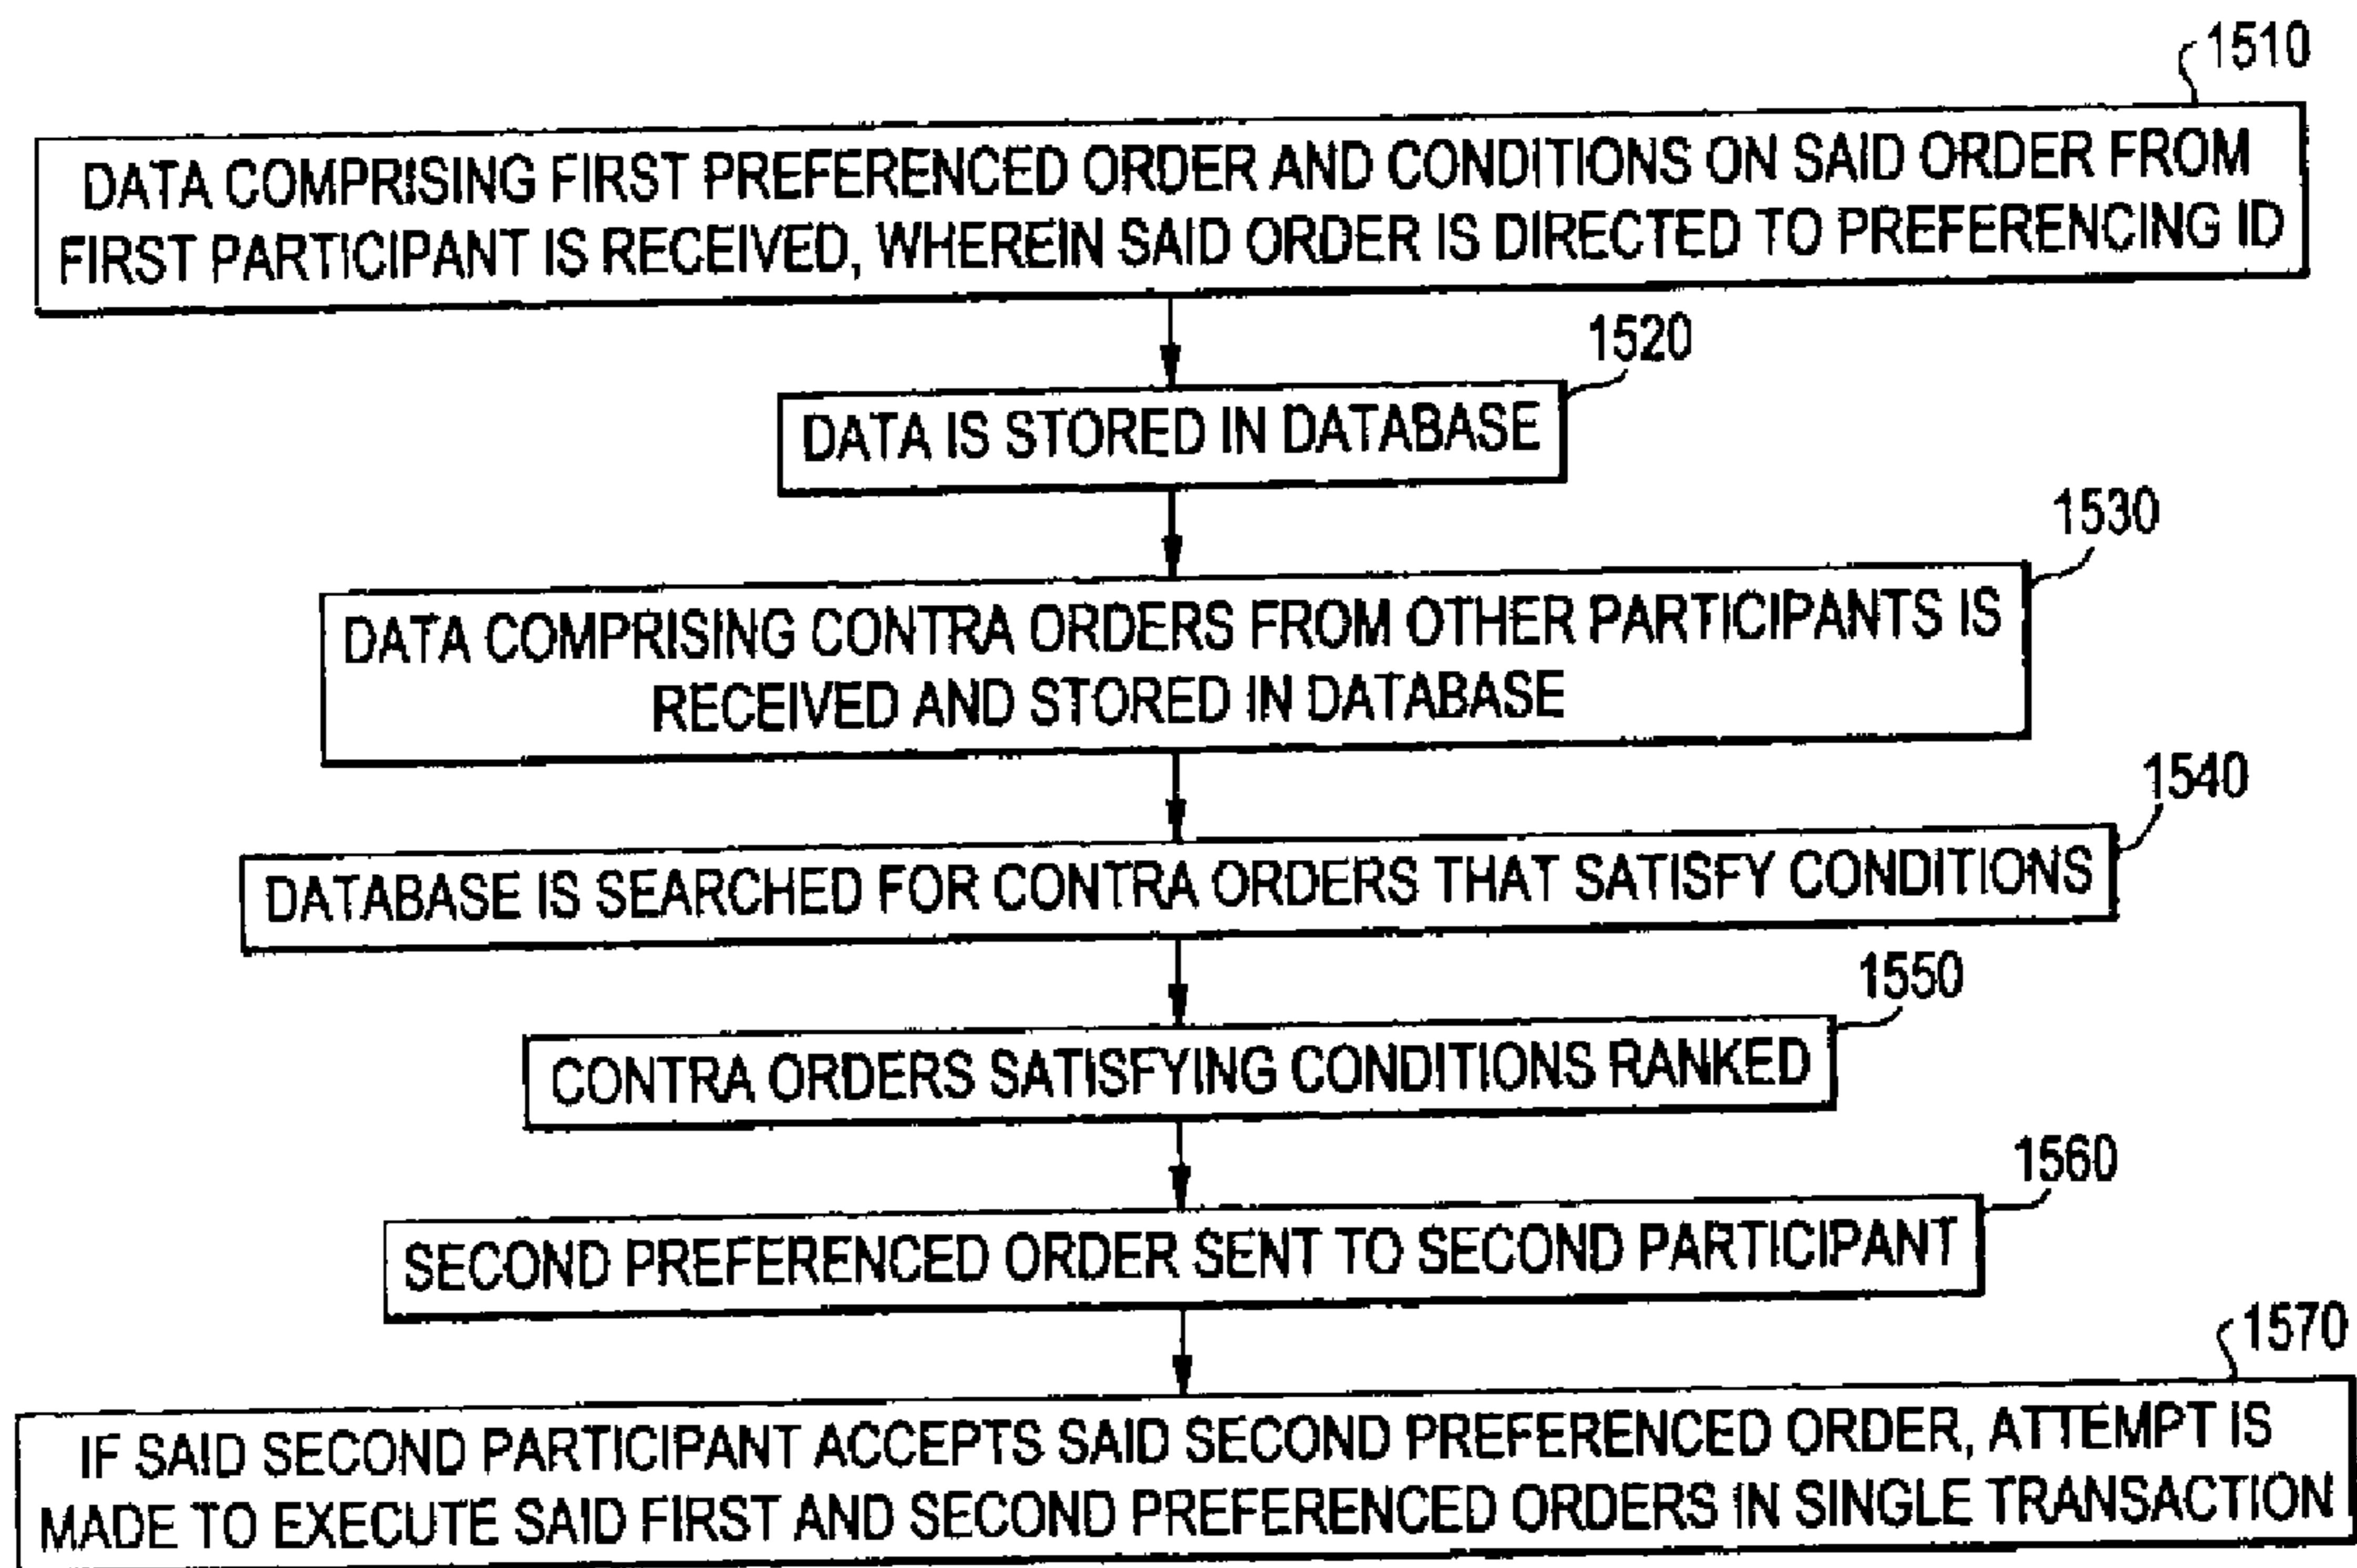 1510
DATA COMPRISING FIRST PREFERENCED ORDER AND CONDITIONS ON SAID ORDER FROM
FIRST PARTICIPANT IS RECEIVED, WHEREIN SAID ORDER IS DIRECTED TO PREFERENCING ID
1520
DATA IS STORED IN DATABASE
1530
DATA COMPRISING CONTRA ORDERS FROM OTHER PARTICIPANTS IS
RECEIVED AND STORED IN DATABASE
1540
DATABASE IS SEARCHED FOR CONTRA ORDERS THAT SATISFY CONDITIONS
1550
CONTRA ORDERS SATISFYING CONDITIONS RANKED
1560
SECOND PREFERENCED ORDER SENT TO SECOND PARTICIPANT
1570
IF SAID SECOND PARTICIPANT ACCEPTS SAID SECOND PREFERENCED ORDER, ATTEMPT IS
MADE TO EXECUTE SAID FIRST AND SECOND PREFERENCED ORDERS IN SINGLE TRANSACTION